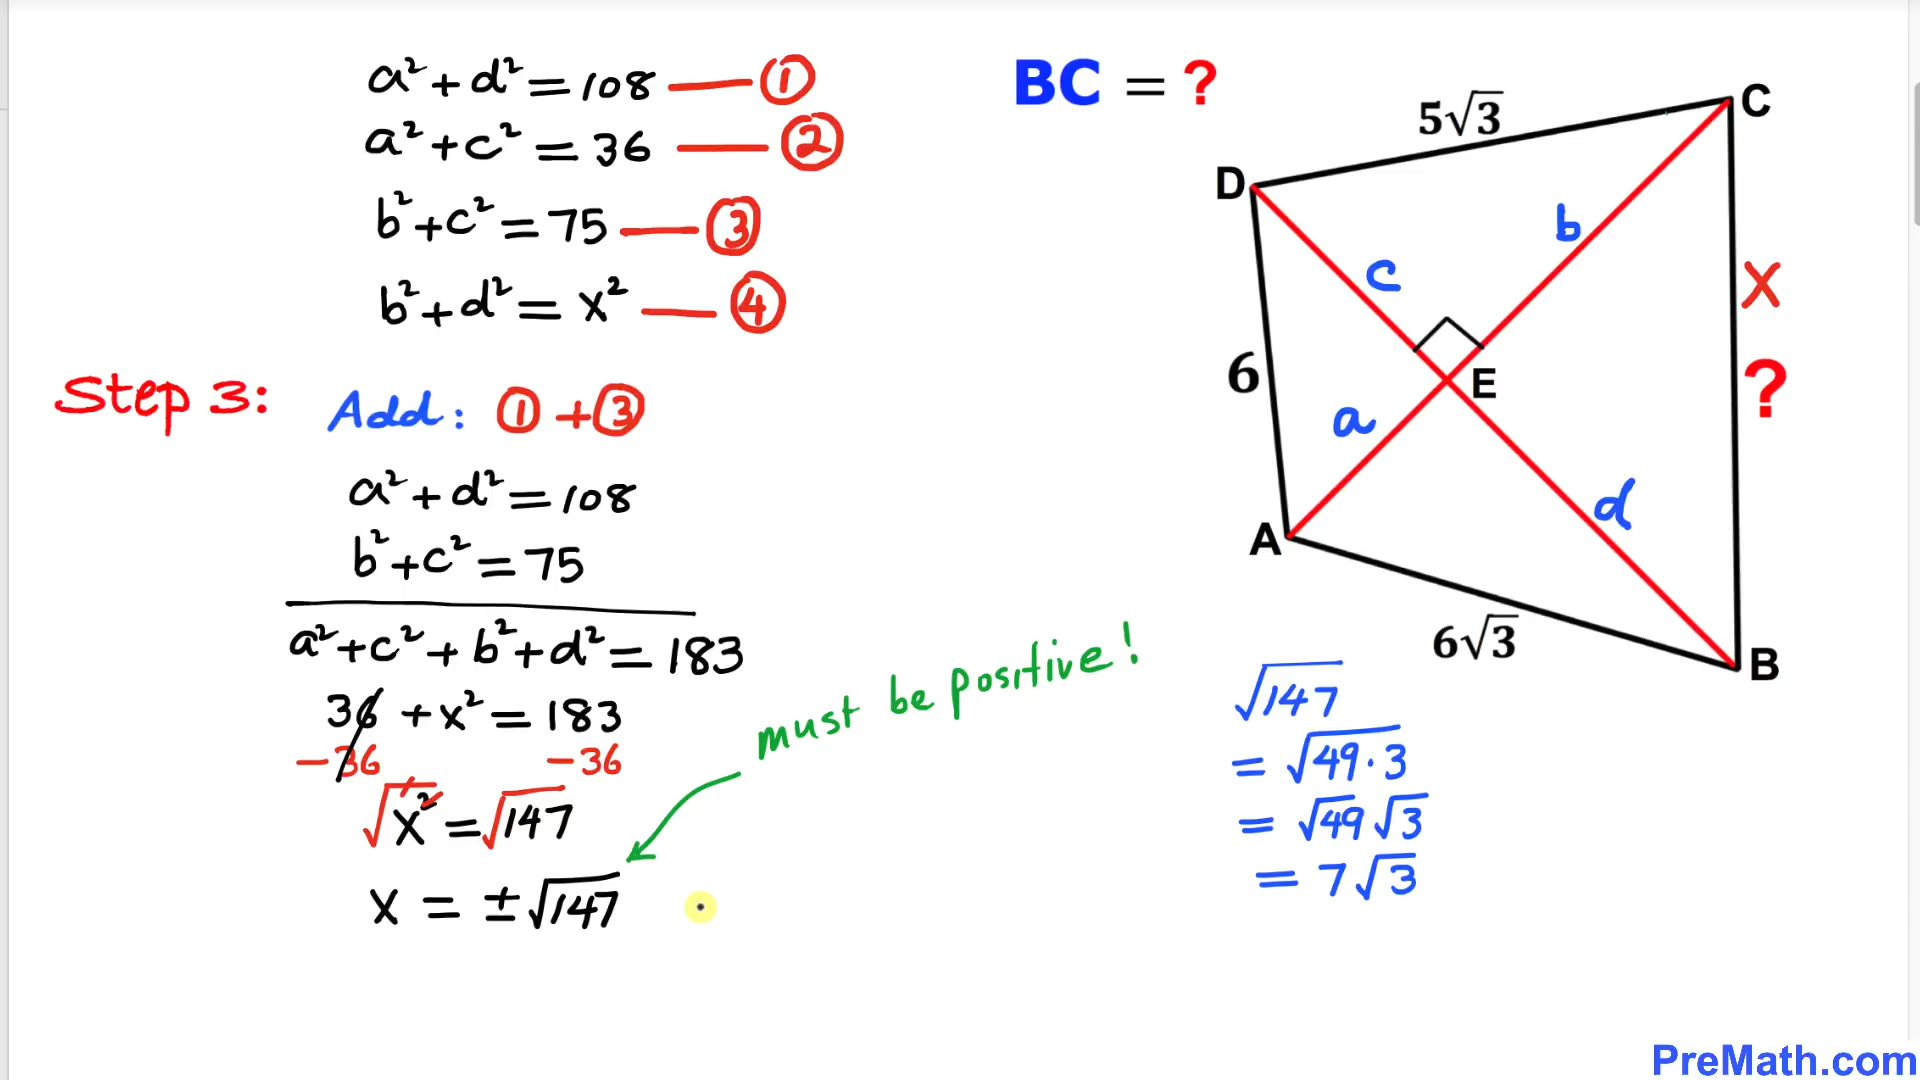 a² + d² = 108 — ①
a² + c² = 36 — ②
b² + c² = 75 — ③
b² + d² = x² — ④
Step 3: Add: ① + ③
a² + d² = 108
b² + c² = 75
a² + c² + b² + d² = 183
36 + x² = 183
-36 -36
√x² = √147
x = ±√147
must be positive!
BC = ?
5√3
C
D
b
c
x
6
E
?
a
d
A
6√3
B
√147
= √49·3
= √49 √3
= 7√3
PreMath.com